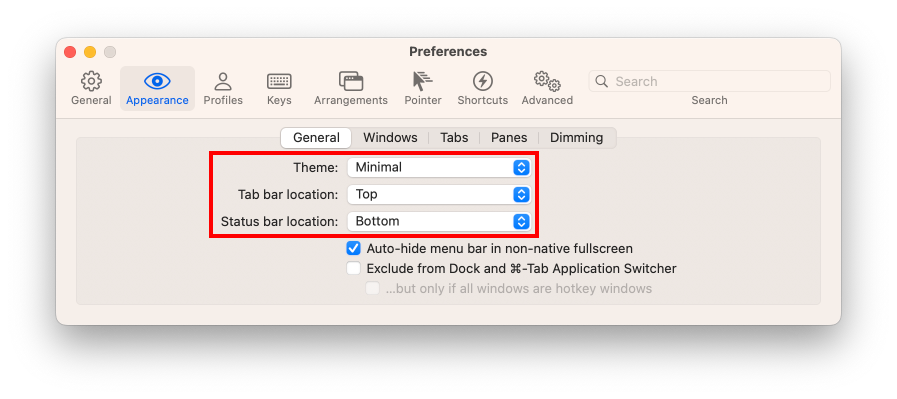 Preferences
General Appearance Profiles Keys Arrangements Pointer Shortcuts Advanced Search
Search
General Windows Tabs Panes Dimming
Theme: Minimal
Tab bar location: Top
Status bar location: Bottom
Auto-hide menu bar in non-native fullscreen
Exclude from Dock and ⌘-Tab Application Switcher
...but only if all windows are hotkey windows